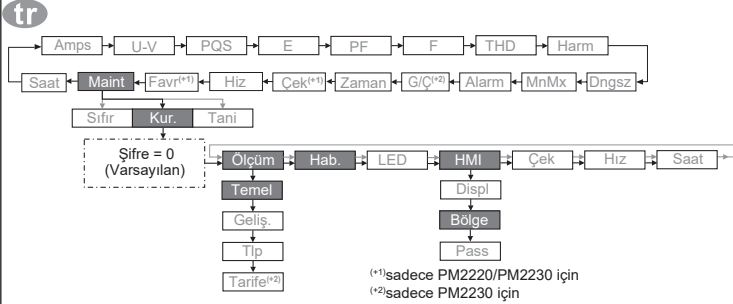 tr
Amps U-V PQS E PF F THD Harm
Saat Maint Favr(+1) Hiz Çek(+1) Zaman G/Ç(+2) Alarm MnMx Dngsz
Sıfır Kur. Tani
Şifre = 0
(Varsayılan)
Ölçüm Hab. LED HMI Çek Hız Saat
Temel Displ
Geliş. Bölge
Tlp Pass
Tarife(+2)
(+1)sadece PM2220/PM2230 için
(+2)sadece PM2230 için